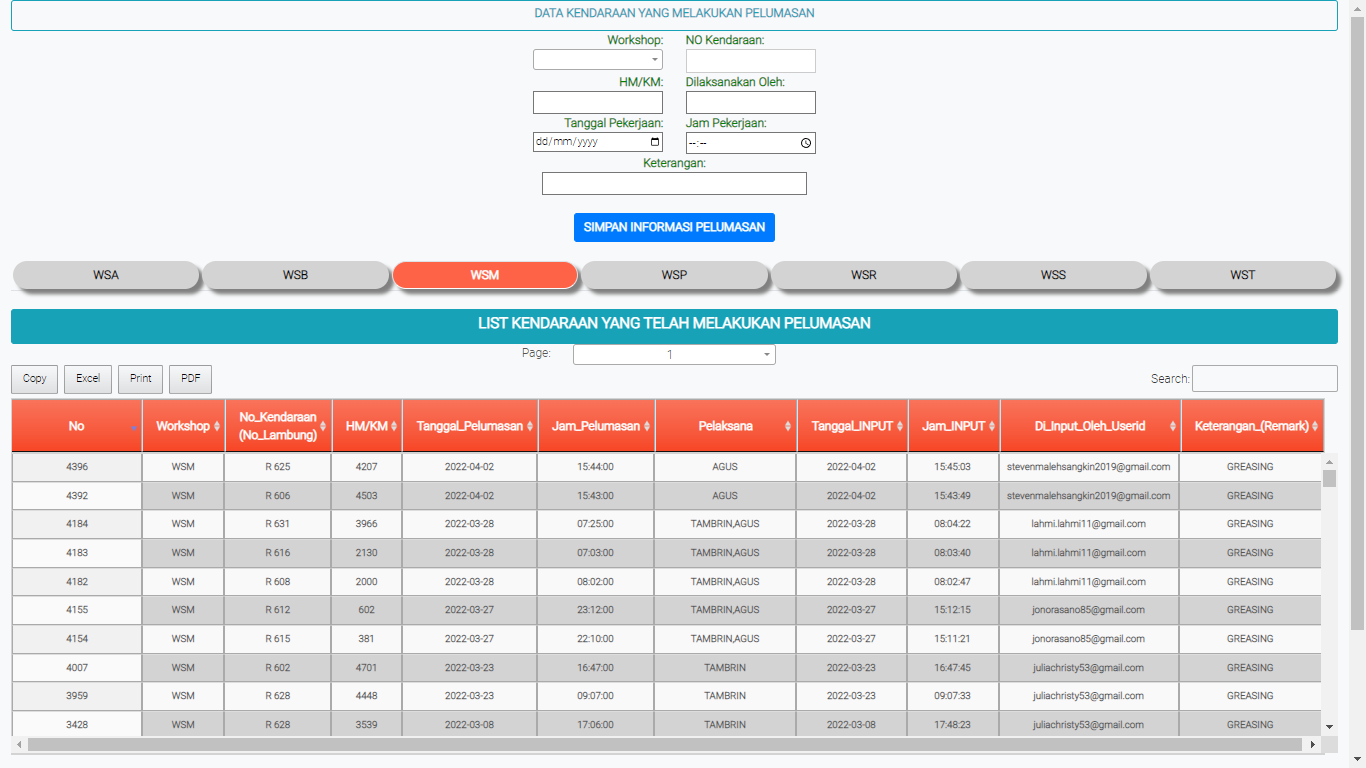 DATA KENDARAAN YANG MELAKUKAN PELUMASAN
Workshop: NO Kendaraan:
HM/KM: Dilaksanakan Oleh:
Tanggal Pekerjaan: Jam Pekerjaan:
dd/mm/yyyy --:--
Keterangan:
SIMPAN INFORMASI PELUMASAN
WSA WSB WSM WSP WSR WSS WST
LIST KENDARAAN YANG TELAH MELAKUKAN PELUMASAN
Page: 1
Copy Excel Print PDF Search:
No Workshop No_Kendaraan (No_Lambung) HM/KM Tanggal_Pelumasan Jam_Pelumasan Pelaksana Tanggal_INPUT Jam_INPUT Di_Input_Oleh_Userid Keterangan_(Remark)
4396 WSM R 625 4207 2022-04-02 15:44:00 AGUS 2022-04-02 15:45:03 stevenmalehsangkin2019@gmail.com GREASING
4392 WSM R 606 4503 2022-04-02 15:43:00 AGUS 2022-04-02 15:43:49 stevenmalehsangkin2019@gmail.com GREASING
4184 WSM R 631 3966 2022-03-28 07:25:00 TAMBRIN,AGUS 2022-03-28 08:04:22 lahmi.lahmi11@gmail.com GREASING
4183 WSM R 616 2130 2022-03-28 07:03:00 TAMBRIN,AGUS 2022-03-28 08:03:40 lahmi.lahmi11@gmail.com GREASING
4182 WSM R 608 2000 2022-03-28 08:02:00 TAMBRIN,AGUS 2022-03-28 08:02:47 lahmi.lahmi11@gmail.com GREASING
4155 WSM R 612 602 2022-03-27 23:12:00 TAMBRIN,AGUS 2022-03-27 15:12:15 jonorasano85@gmail.com GREASING
4154 WSM R 615 381 2022-03-27 22:10:00 TAMBRIN,AGUS 2022-03-27 15:11:21 jonorasano85@gmail.com GREASING
4007 WSM R 602 4701 2022-03-23 16:47:00 TAMBRIN 2022-03-23 16:47:45 juliachristy53@gmail.com GREASING
3959 WSM R 628 4448 2022-03-23 09:07:00 TAMBRIN 2022-03-23 09:07:33 juliachristy53@gmail.com GREASING
3428 WSM R 628 3539 2022-03-08 17:06:00 TAMBRIN 2022-03-08 17:48:23 juliachristy53@gmail.com GREASING